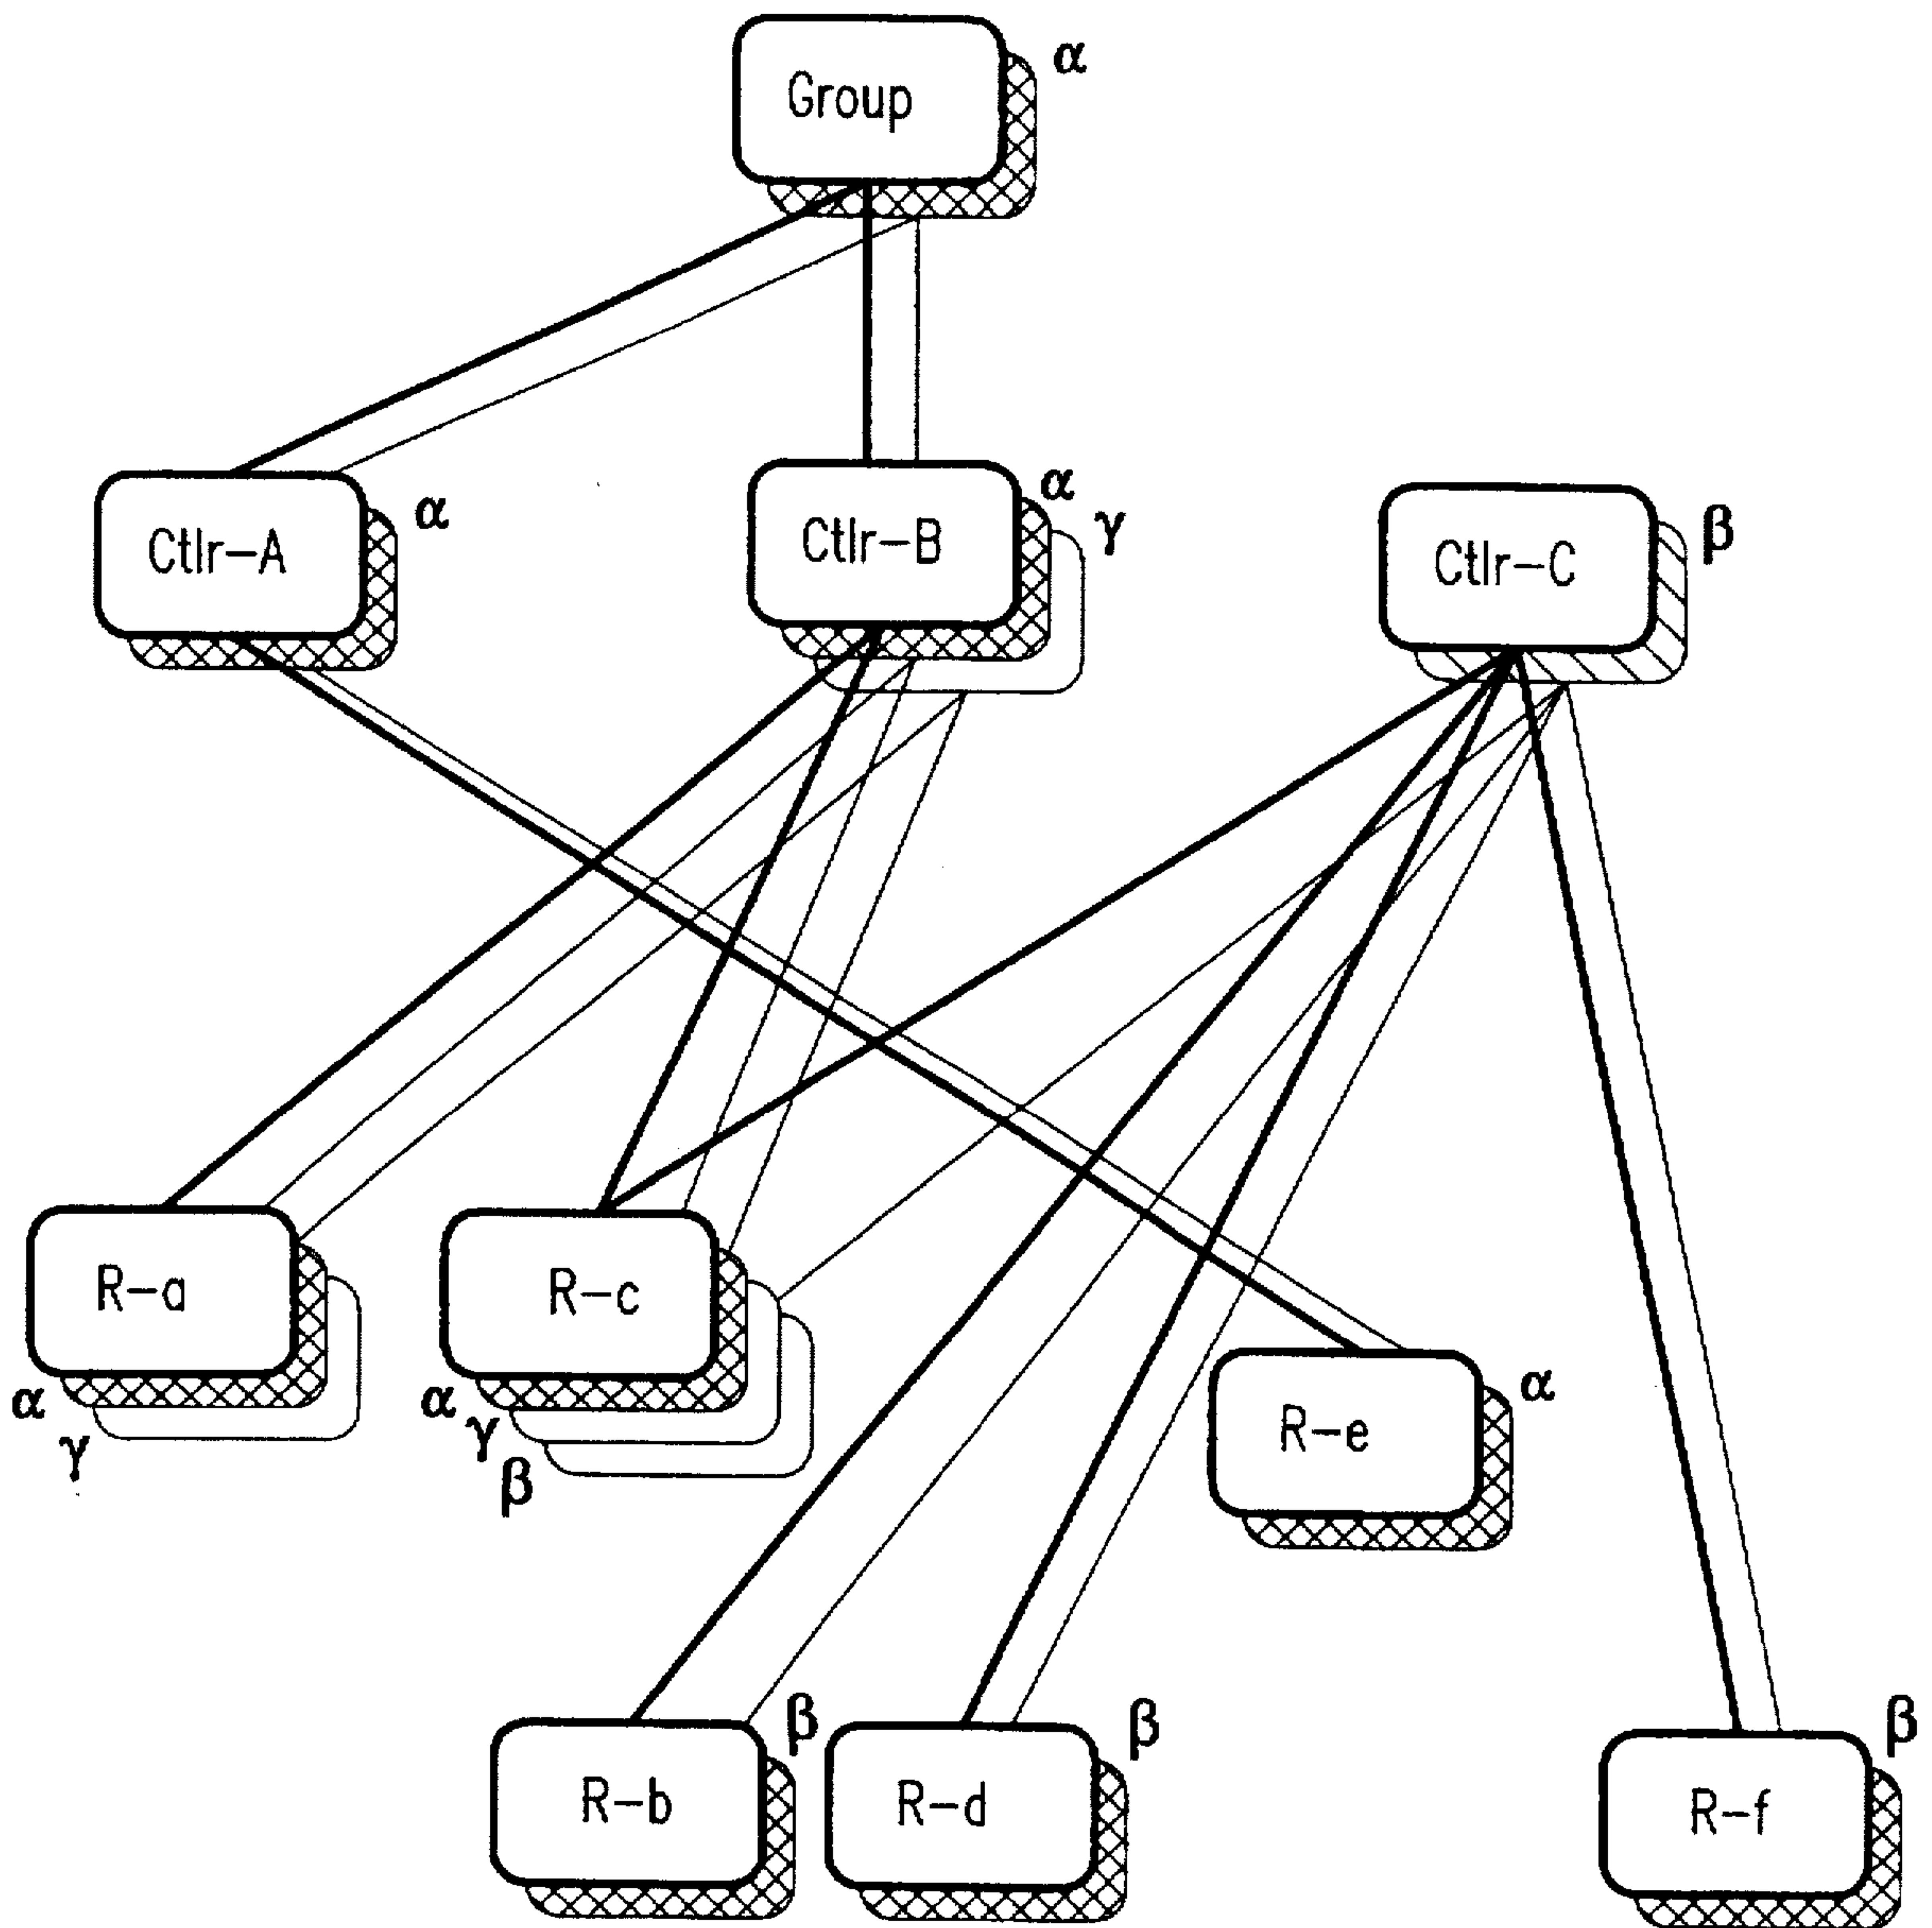 Group
α
Ctlr-A
α
Ctlr-B
α
γ
Ctlr-C
β
R-a
α
γ
R-c
α
γ
β
R-e
α
R-b
β
R-d
β
R-f
β